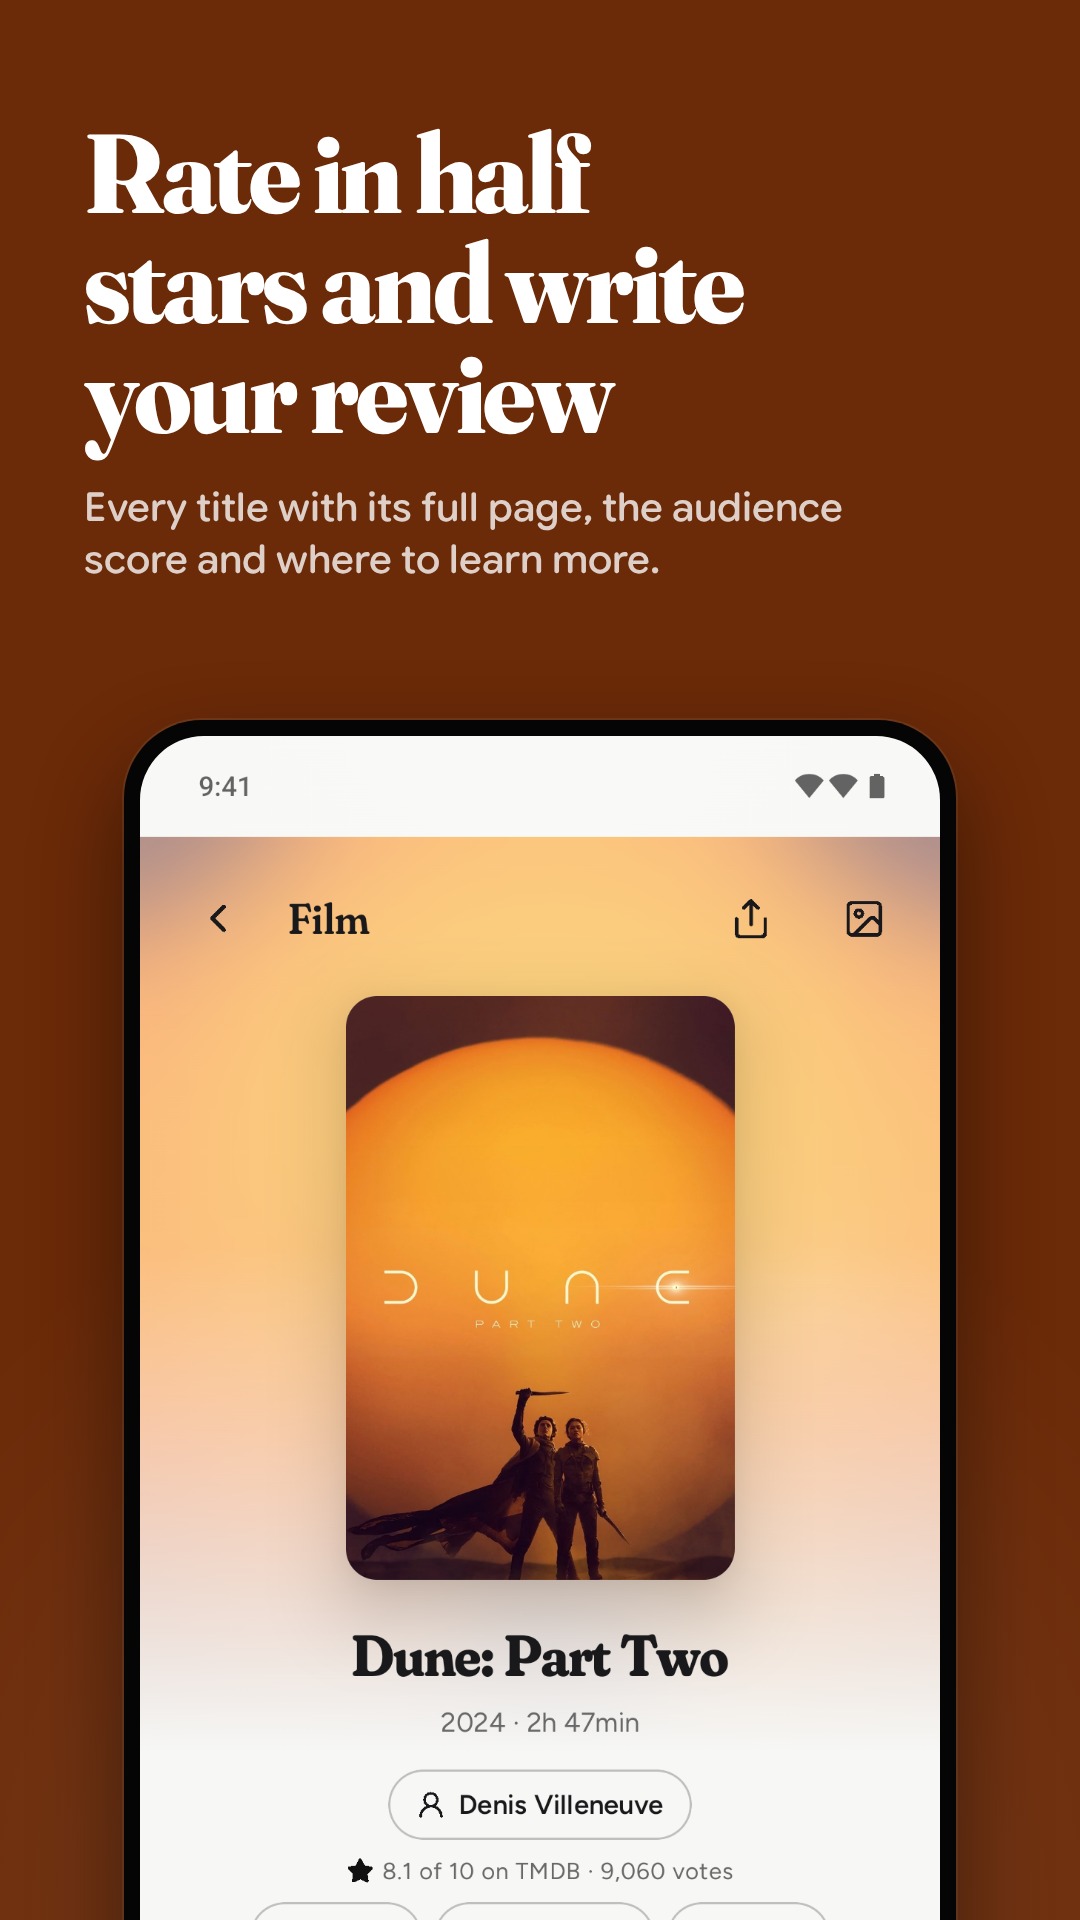 Rate in half
stars and write
your review
Every title with its full page, the audience
score and where to learn more.
9:41
Film
DUNE
PART TWO
Dune: Part Two
2024 · 2h 47min
Denis Villeneuve
8.1 of 10 on TMDB · 9,060 votes